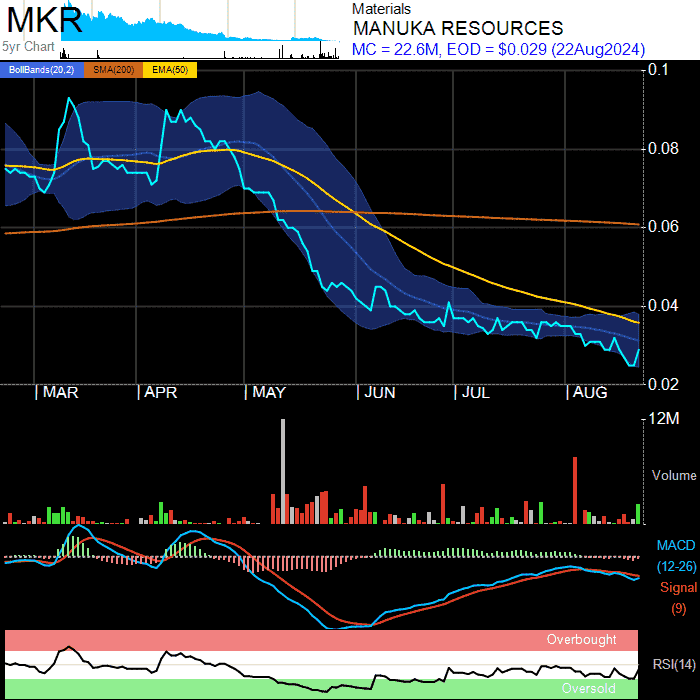 MKR
5yr Chart
Materials
MANUKA RESOURCES
MC = 22.6M, EOD = $0.029 (22Aug2024)
BollBands(20,2) SMA(200) EMA(50)
0.1
0.08
0.06
0.04
0.02
| MAR | APR | MAY | JUN | JUL | AUG
12M
Volume
MACD
(12-26)
Signal
(9)
Overbought
RSI(14)
Oversold